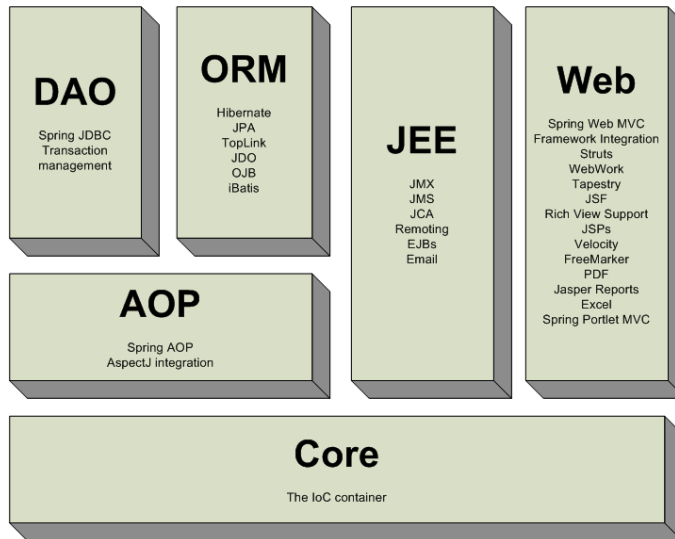 DAO
Spring JDBC
Transaction
management
ORM
Hibernate
JPA
TopLink
JDO
OJB
iBatis
JEE
JMX
JMS
JCA
Remoting
EJBs
Email
Web
Spring Web MVC
Framework Integration
Struts
WebWork
Tapestry
JSF
Rich View Support
JSPs
Velocity
FreeMarker
PDF
Jasper Reports
Excel
Spring Portlet MVC
AOP
Spring AOP
AspectJ integration
Core
The IoC container